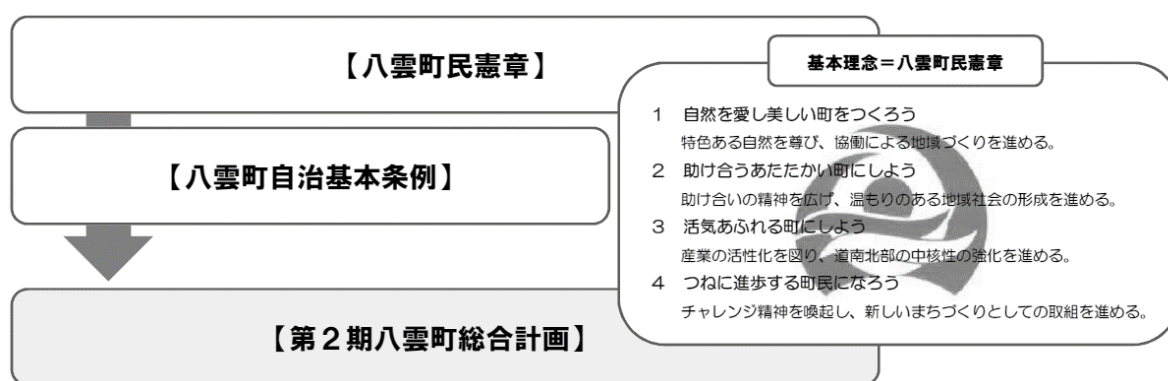 【八雲町民憲章】
基本理念＝八雲町民憲章
1 自然を愛し美しい町をつくろう
特色ある自然を尊び、協働による地域づくりを進める。
2 助け合うあたたかい町にしよう
助け合いの精神を広げ、温もりのある地域社会の形成を進める。
3 活気あふれる町にしよう
産業の活性化を図り、道南北部の中核性の強化を進める。
4 つねに進歩する町民になろう
チャレンジ精神を喚起し、新しいまちづくりとしての取組を進める。
【八雲町自治基本条例】
【第２期八雲町総合計画】